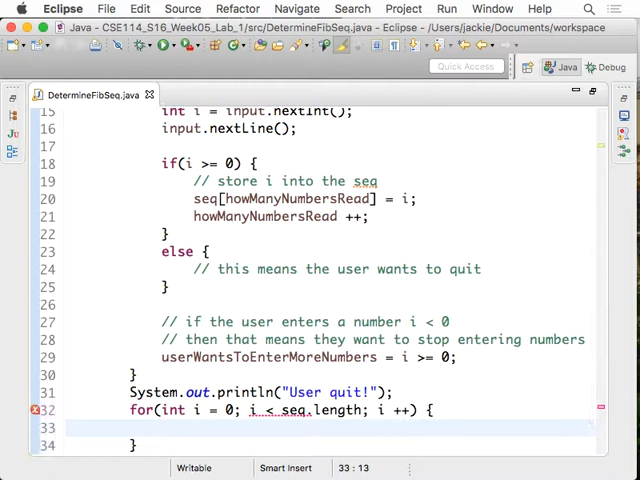 Eclipse File Edit Source Refactor Navigate Search Project Run Window Help
Java - CSE114_S16_Week05_Lab_1/src/DetermineFibSeq.java - Eclipse - /Users/jackie/Documents/workspace
Quick Access Java Debug
DetermineFibSeq.java
15 int i = input.nextInt();
16 input.nextLine();
17
18 if(i >= 0) {
19 // store i into the seq
20 seq[howManyNumbersRead] = i;
21 howManyNumbersRead ++;
22 }
23 else {
24 // this means the user wants to quit
25 }
26
27 // if the user enters a number i < 0
28 // then that means they want to stop entering numbers
29 userWantsToEnterMoreNumbers = i >= 0;
30 }
31 System.out.println("User quit!");
32 for(int i = 0; i < seq.length; i ++) {
33
34 }
Writable Smart Insert 33 : 13